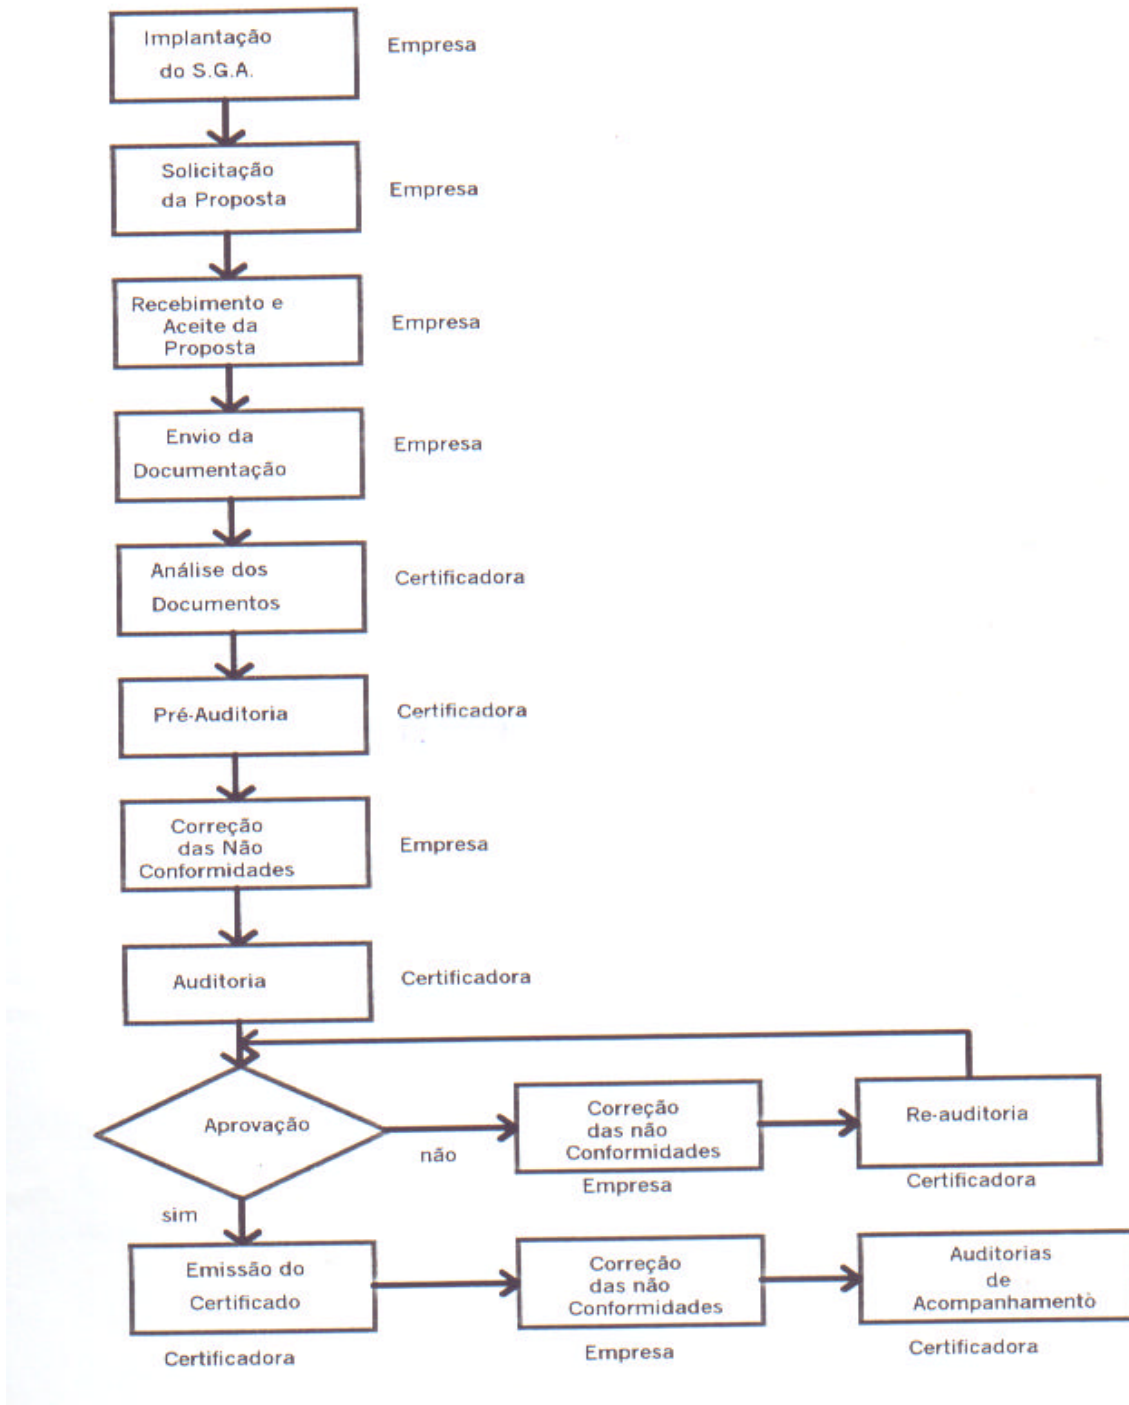 Implantação
do S.G.A.
Empresa
Solicitação
da Proposta
Empresa
Recebimento e
Aceite da
Proposta
Empresa
Envio da
Documentação
Empresa
Análise dos
Documentos
Certificadora
Pré-Auditoria
Certificadora
Correção
das Não
Conformidades
Empresa
Auditoria
Certificadora
Aprovação
não
Correção
das não
Conformidades
Empresa
Re-auditoria
Certificadora
sim
Emissão do
Certificado
Certificadora
Correção
das não
Conformidades
Empresa
Auditorias
de
Acompanhamento
Certificadora